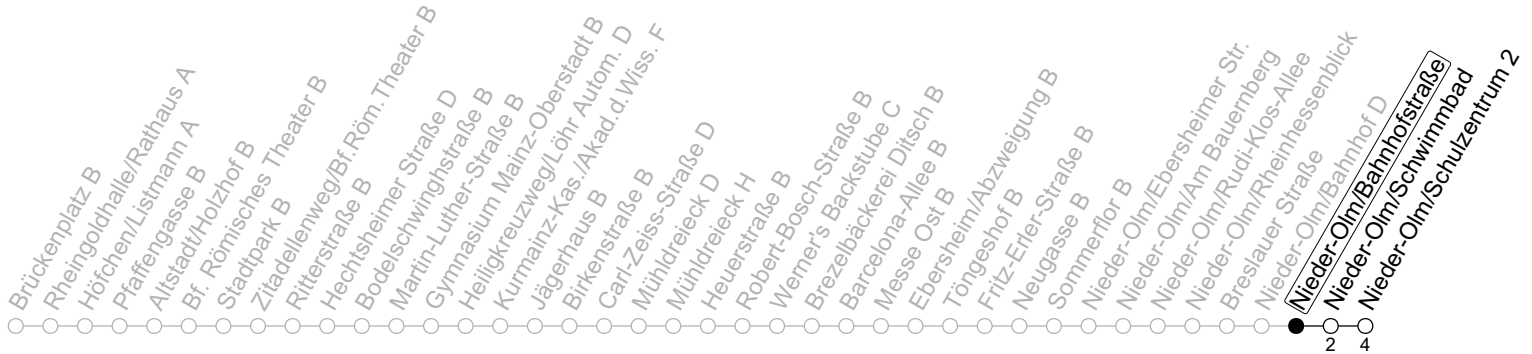 Brückenplatz B
Rheingoldhalle/Rathaus A
Höfchen/Listmann A
Pfaffengasse B
Altstadt/Holzhof B
Bf. Römisches Theater B
Stadtpark B
Zitadellenweg/Bf.Röm.Theater B
Ritterstraße B
Hechtsheimer Straße D
Bodelschwinghstraße B
Martin-Luther-Straße B
Gymnasium Mainz-Oberstadt B
Heiligkreuzweg/Löhr Autom. D
Kurmainz-Kas./Akad.d.Wiss. F
Jägerhaus B
Birkenstraße B
Carl-Zeiss-Straße D
Mühldreieck D
Mühldreieck H
Heuerstraße B
Robert-Bosch-Straße B
Werner's Backstube C
Brezelbäckerei Ditsch B
Barcelona-Allee B
Messe Ost B
Ebersheim/Abzweigung B
Töngeshof B
Fritz-Erler-Straße B
Neugasse B
Sommerflor B
Nieder-Olm/Ebersheimer Str.
Nieder-Olm/Am Bauernberg
Nieder-Olm/Rudi-Klos-Allee
Nieder-Olm/Rheinhessenblick
Breslauer Straße
Nieder-Olm/Bahnhof D
Nieder-Olm/Bahnhofstraße
Nieder-Olm/Schwimmbad
Nieder-Olm/Schulzentrum 2
2 4